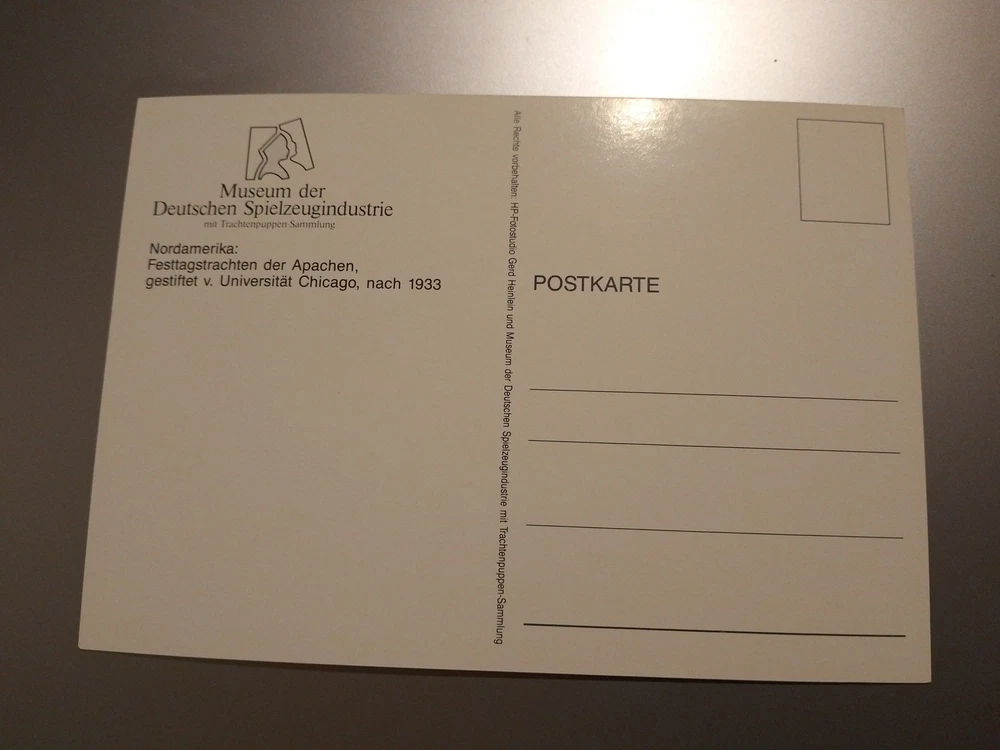 Museum der
Deutschen Spielzeugindustrie
mit Trachtenpuppen-Sammlung
Nordamerika:
Festtagstrachten der Apachen,
gestiftet v. Universität Chicago, nach 1933
Alle Rechte vorbehalten: HP-Fotostudio Gerd Heinlein und Museum der Deutschen Spielzeugindustrie mit Trachtenpuppen-Sammlung
POSTKARTE